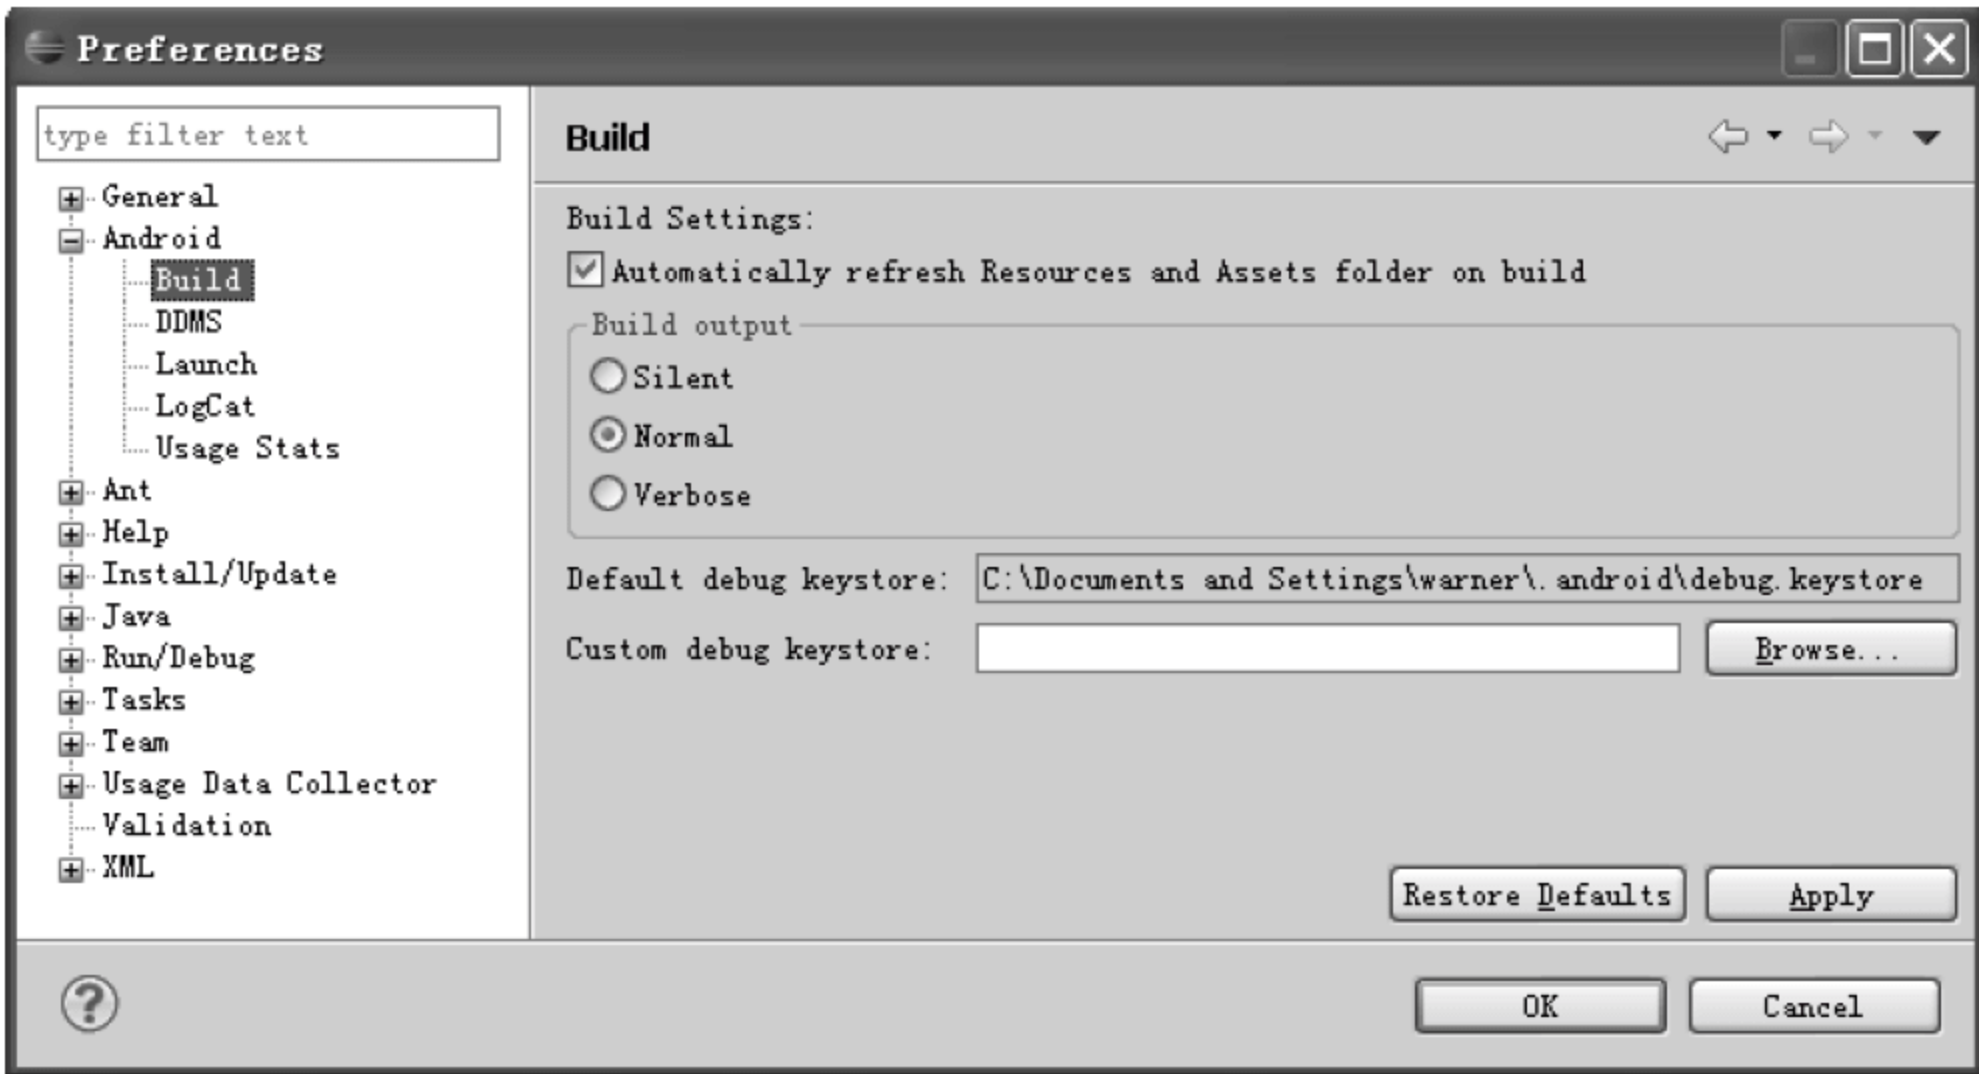 Preferences
type filter text
General
Android
Build
DDMS
Launch
LogCat
Usage Stats
Ant
Help
Install/Update
Java
Run/Debug
Tasks
Team
Usage Data Collector
Validation
XML
Build
Build Settings:
Automatically refresh Resources and Assets folder on build
Build output
Silent
Normal
Verbose
Default debug keystore: C:\Documents and Settings\warner\.android\debug.keystore
Custom debug keystore: Browse...
Restore Defaults Apply
OK Cancel